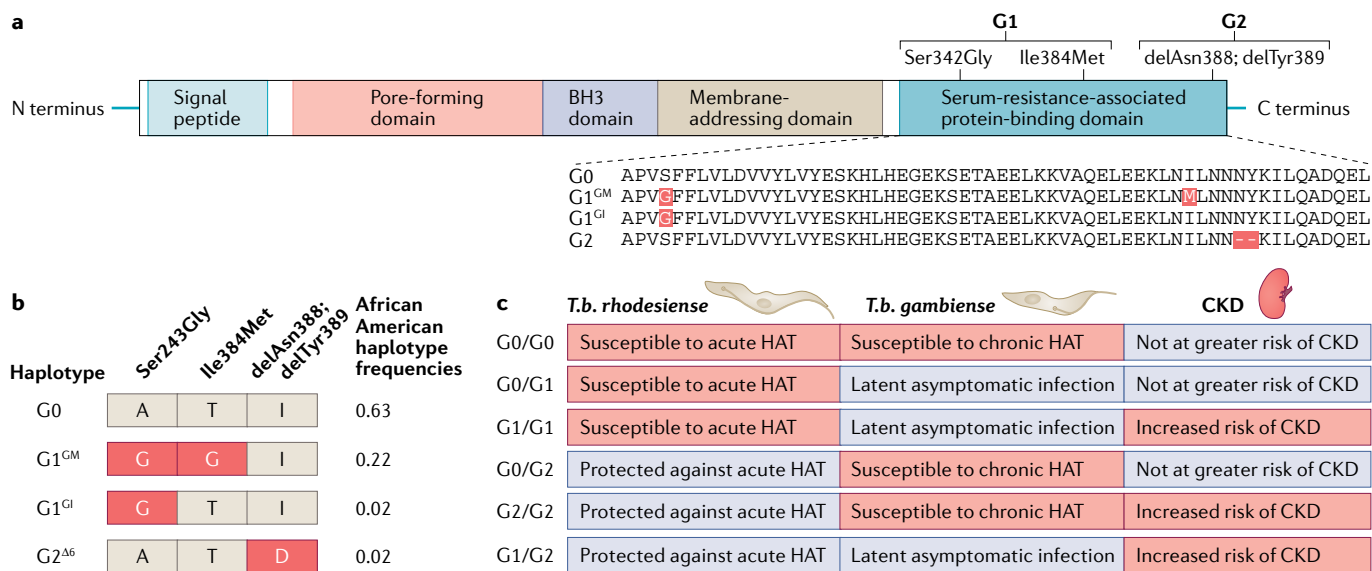 a
G1
G2
Ser342Gly
Ile384Met
delAsn388; delTyr389
N terminus
Signal
peptide
Pore-forming
domain
BH3
domain
Membrane-
addressing domain
Serum-resistance-associated
protein-binding domain
C terminus
G0 APVSFFLVLDVVYLVYESKHLHEGEKSETAEELKKVAQELEEKLNILNNNYKILQADQEL
G1GM APVGFFLVLDVVYLVYESKHLHEGEKSETAEELKKVAQELEEKLNMLNNNYKILQADQEL
G1GI APVGFFLVLDVVYLVYESKHLHEGEKSETAEELKKVAQELEEKLNILNNNYKILQADQEL
G2 APVSFFLVLDVVYLVYESKHLHEGEKSETAEELKKVAQELEEKLNILNN--KILQADQEL
b
Haplotype
Ser243Gly
Ile384Met
delAsn388;
delTyr389
African
American
haplotype
frequencies
G0 A T I 0.63
G1GM G G I 0.22
G1GI G T I 0.02
G2Δ6 A T D 0.02
c
T.b. rhodesiense T.b. gambiense CKD
G0/G0 Susceptible to acute HAT Susceptible to chronic HAT Not at greater risk of CKD
G0/G1 Susceptible to acute HAT Latent asymptomatic infection Not at greater risk of CKD
G1/G1 Susceptible to acute HAT Latent asymptomatic infection Increased risk of CKD
G0/G2 Protected against acute HAT Susceptible to chronic HAT Not at greater risk of CKD
G2/G2 Protected against acute HAT Susceptible to chronic HAT Increased risk of CKD
G1/G2 Protected against acute HAT Latent asymptomatic infection Increased risk of CKD